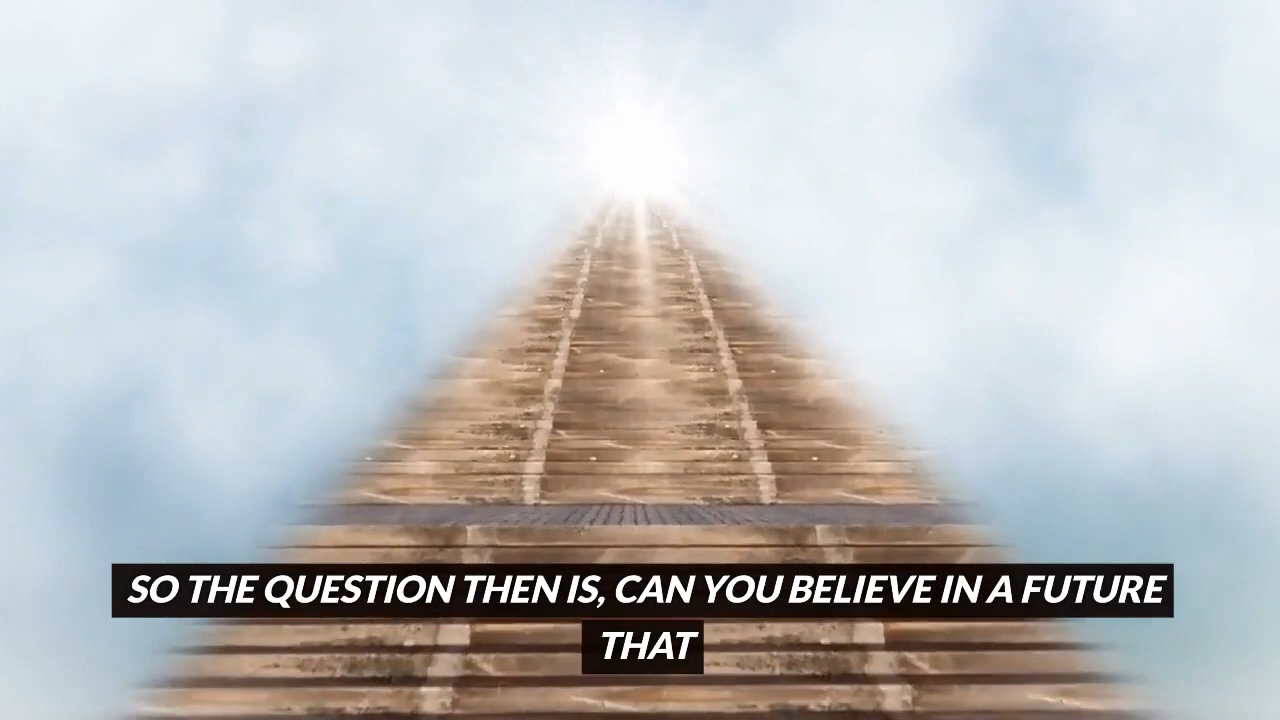 SO THE QUESTION THEN IS, CAN YOU BELIEVE IN A FUTURE
THAT